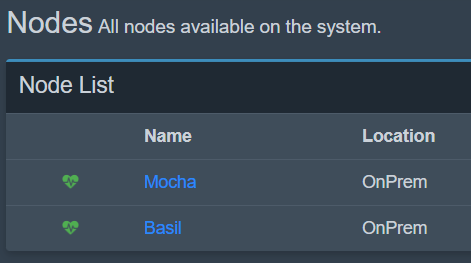 Nodes All nodes available on the system.
Node List
Name Location
Mocha OnPrem
Basil OnPrem